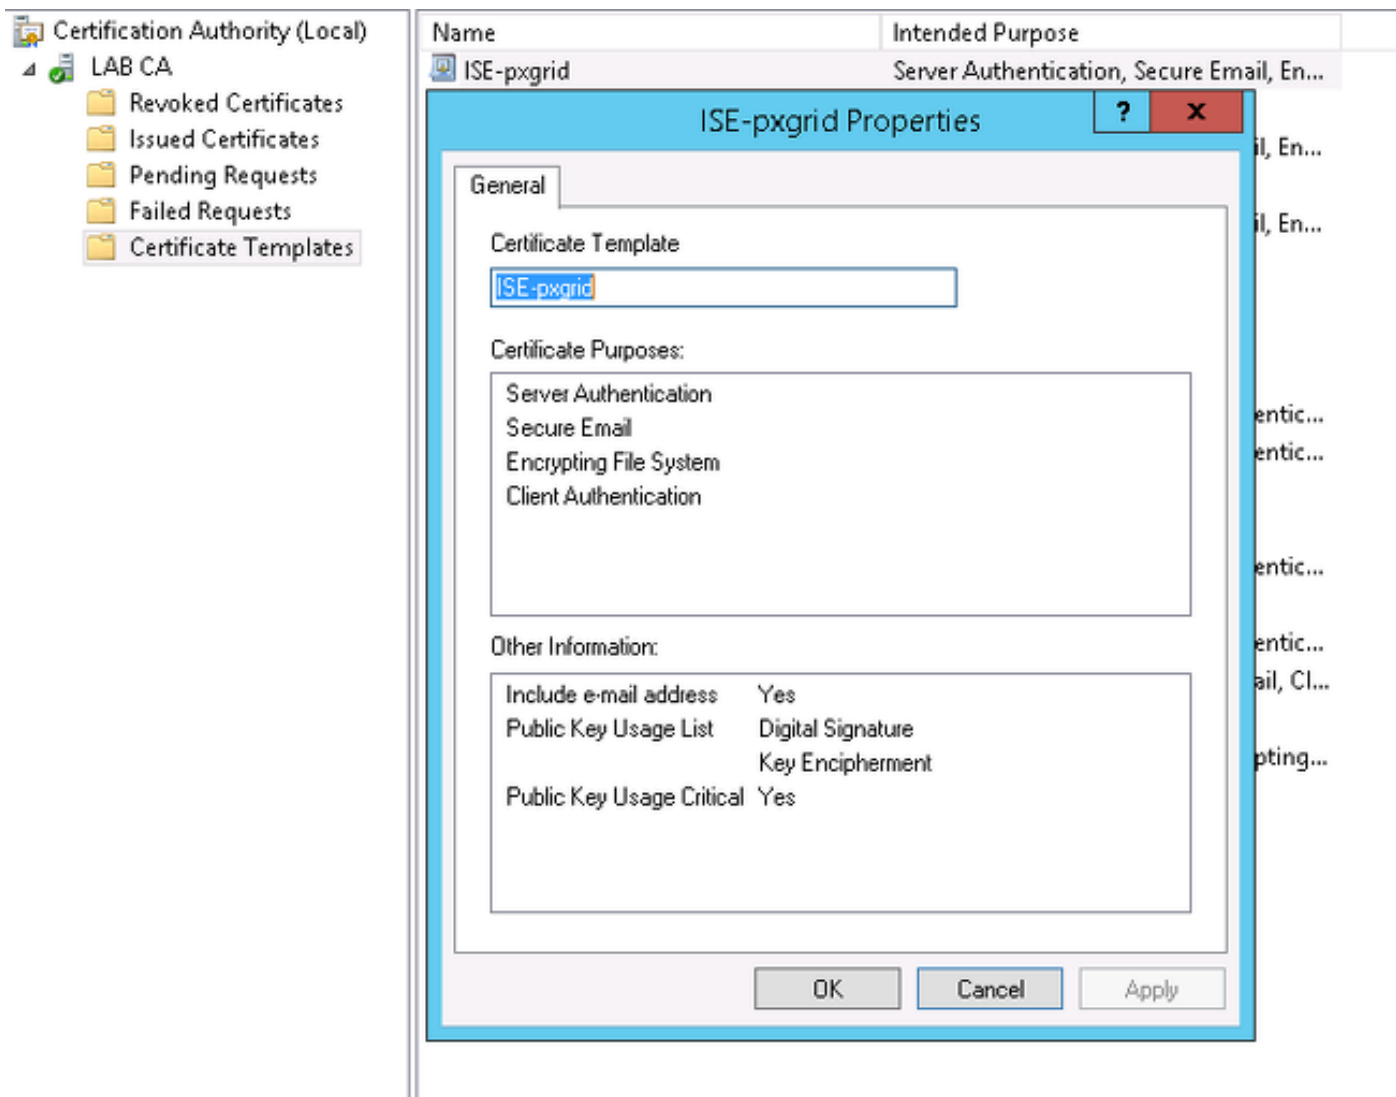 Certification Authority (Local)
LAB CA
Revoked Certificates
Issued Certificates
Pending Requests
Failed Requests
Certificate Templates
Name Intended Purpose
ISE-pxgrid Server Authentication, Secure Email, En...
ISE-pxgrid Properties ? x
il, En...
General
il, En...
Certificate Template
ISE-pxgrid
Certificate Purposes:
Server Authentication
entic...
Secure Email
entic...
Encrypting File System
Client Authentication
entic...
Other Information:
entic...
Include e-mail address Yes
ail, Cl...
Public Key Usage List Digital Signature
Key Encipherment
pting...
Public Key Usage Critical Yes
OK Cancel Apply